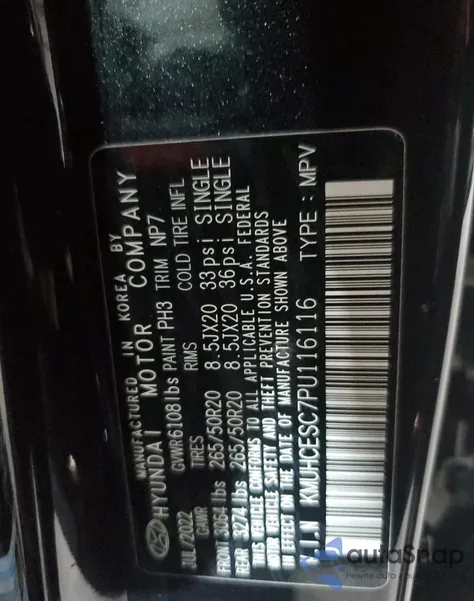 MANUFACTURED IN KOREA BY
HYUNDAI MOTOR COMPANY
JUL/2022 GVWR 6108lbs PAINT PH3 TRIM NP7
GAWR TIRES RIMS COLD TIRE INFL
FRONT 3064 lbs 265/50R20 8.5JX20 33psi SINGLE
REAR 3724 lbs 265/50R20 8.5JX20 36psi SINGLE
THIS VEHICLE CONFORMS TO ALL APPLICABLE U.S.A. FEDERAL
MOTOR VEHICLE SAFETY AND THEFT PREVENTION STANDARDS
IN EFFECT ON THE DATE OF MANUFACTURE SHOWN ABOVE
V.I.N KMUHCESC7PU116116 TYPE : MPV
autoSnap